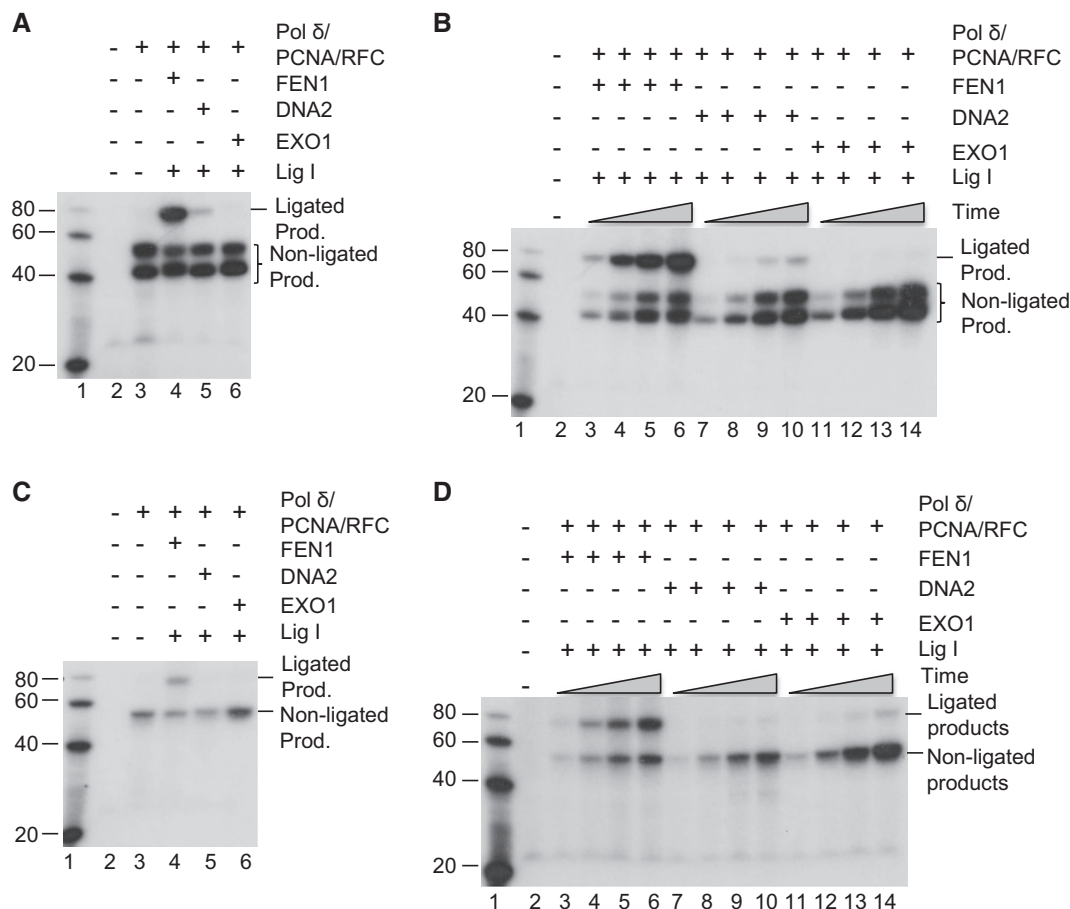 A
Pol δ/
- + + + + PCNA/RFC
- - + - - FEN1
- - - + - DNA2
- - - - + EXO1
- - + + + Lig I
80
60
40
20
Ligated
Prod.
Non-ligated
Prod.
1 2 3 4 5 6
B
Pol δ/
- + + + + + + + + + + + + PCNA/RFC
- + + + + - - - - - - - - FEN1
- - - - - + + + + - - - - DNA2
- - - - - - - - - + + + + EXO1
- + + + + + + + + + + + + Lig I
- Time
80
60
40
20
Ligated
Prod.
Non-ligated
Prod.
1 2 3 4 5 6 7 8 9 10 11 12 13 14
C
Pol δ/
- + + + + PCNA/RFC
- - + - - FEN1
- - - + - DNA2
- - - - + EXO1
- - + + + Lig I
80
60
40
20
Ligated
Prod.
Non-ligated
Prod.
1 2 3 4 5 6
D
Pol δ/
- + + + + + + + + + + + + PCNA/RFC
- + + + + - - - - - - - - FEN1
- - - - - + + + + - - - - DNA2
- - - - - - - - - + + + + EXO1
- + + + + + + + + + + + + Lig I
- Time
80
60
40
20
Ligated
products
Non-ligated
products
1 2 3 4 5 6 7 8 9 10 11 12 13 14